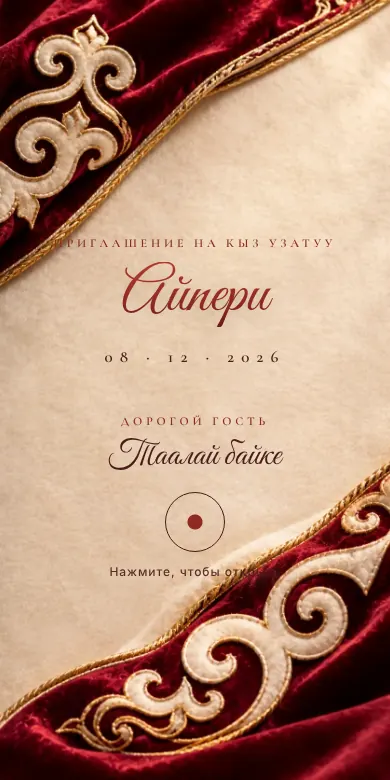 ПРИГЛАШЕНИЕ НА КЫЗ УЗАТУУ
Айпери
08 · 12 · 2026
ДОРОГОЙ ГОСТЬ
Таалай байке
Нажмите, чтобы